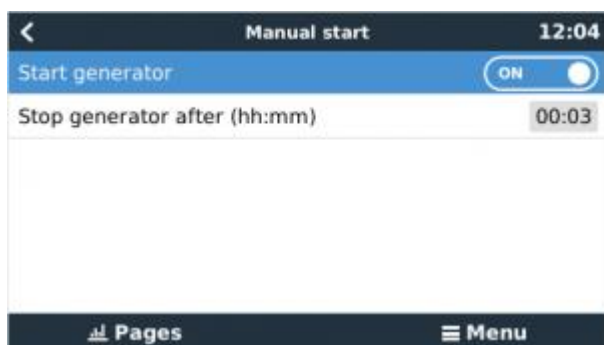 Manual start 12:04
Start generator ON
Stop generator after (hh:mm) 00:03
Pages Menu